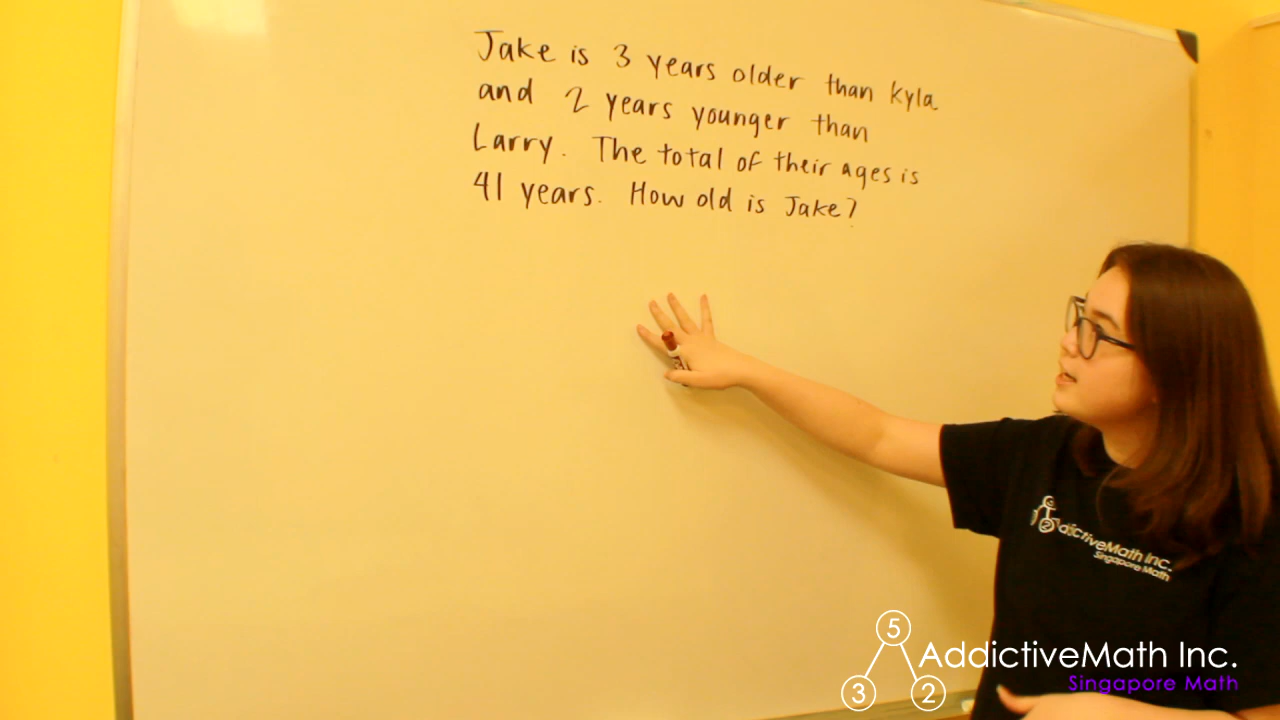 Jake is 3 years older than Kyla
and 2 years younger than
Larry. The total of their ages is
41 years. How old is Jake?
AddictiveMath Inc.
Singapore Math
5
3 2
AddictiveMath Inc.
Singapore Math